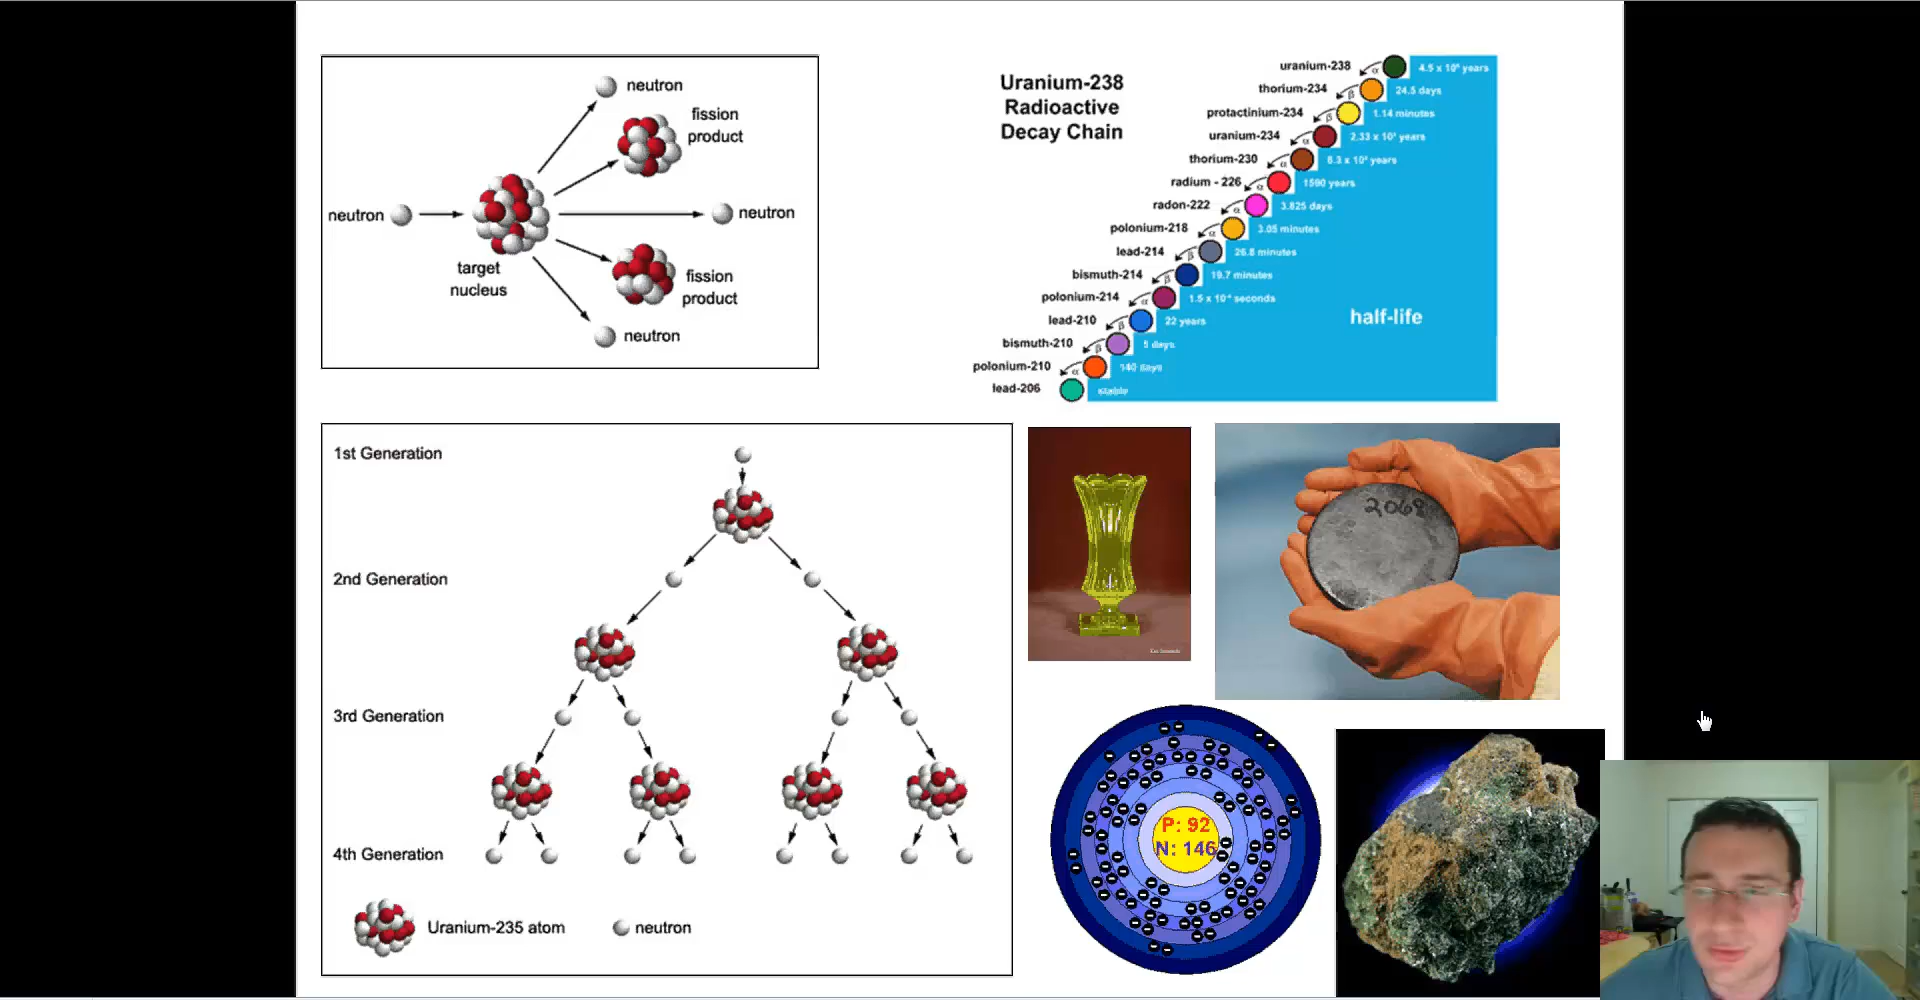 neutron
fission
product
neutron
neutron
target
nucleus
fission
product
neutron
Uranium-238
Radioactive
Decay Chain
uranium-238 α 4.5 x 10⁹ years
thorium-234 β 24.5 days
protactinium-234 β 1.14 minutes
uranium-234 α 2.33 x 10⁵ years
thorium-230 α 8.3 x 10⁴ years
radium - 226 α 1590 years
radon-222 α 3.825 days
polonium-218 α 3.05 minutes
lead-214 β 26.8 minutes
bismuth-214 β 19.7 minutes
polonium-214 α 1.5 x 10⁻⁴ seconds
lead-210 β 22 years
bismuth-210 β 5 days
polonium-210 α 140 days
lead-206 stable
half-life
1st Generation
2nd Generation
3rd Generation
4th Generation
Uranium-235 atom
neutron
2068
P: 92
N: 146